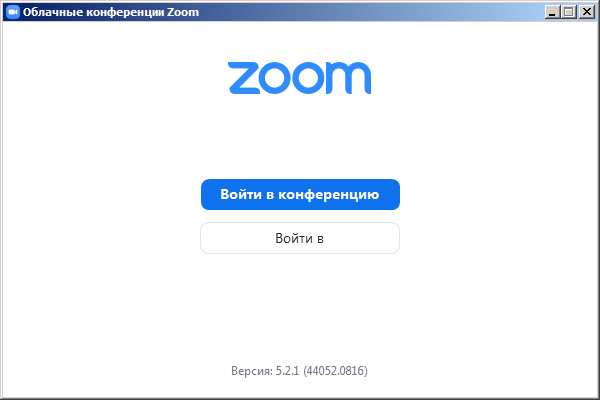 Облачные конференции Zoom
zoom
Войти в конференцию
Войти в
Версия: 5.2.1 (44052.0816)